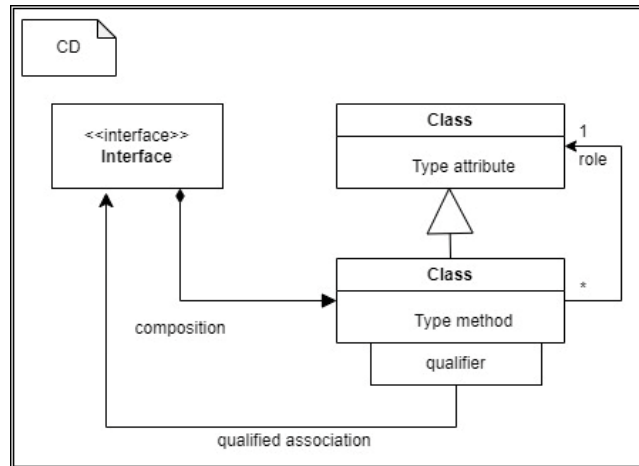 CD
<<interface>>
Interface
Class
Type attribute
1
role
Class
Type method
*
composition
qualifier
qualified association